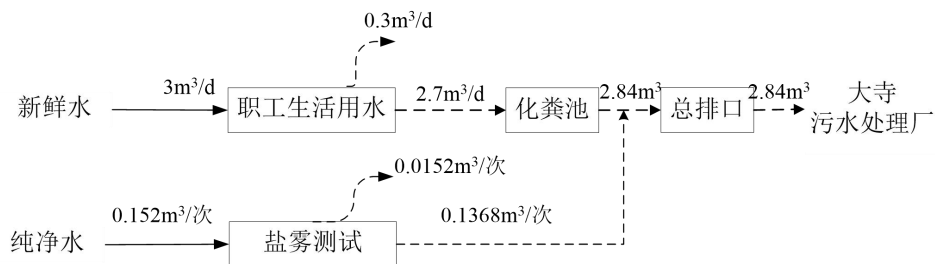 0.3m³/d
3m³/d
新鲜水
职工生活用水
2.7m³/d
化粪池
2.84m³
总排口
2.84m³
大寺
污水处理厂
0.0152m³/次
0.152m³/次
纯净水
盐雾测试
0.1368m³/次